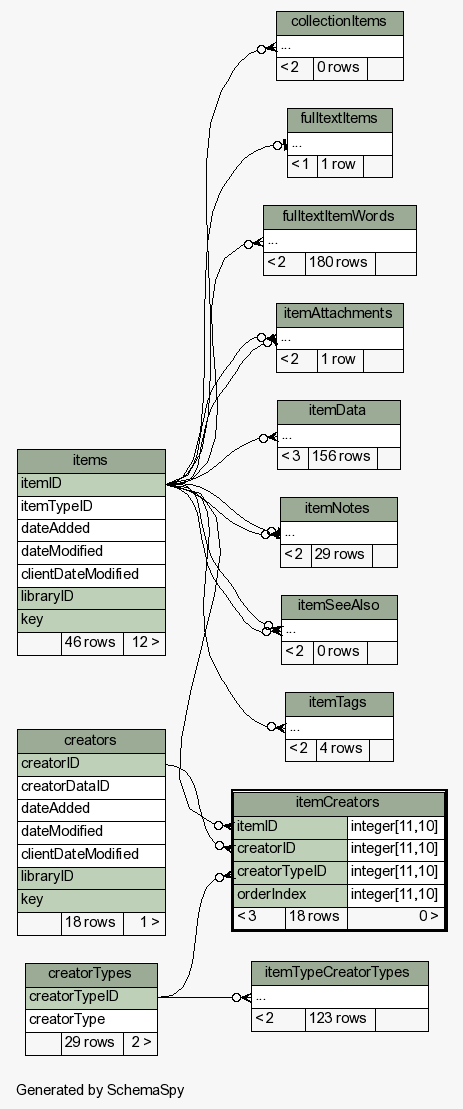 collectionItems
...
< 2 0 rows
fulltextItems
...
< 1 1 row
fulltextItemWords
...
< 2 180 rows
itemAttachments
...
< 2 1 row
itemData
...
< 3 156 rows
items
itemID
itemTypeID
dateAdded
dateModified
clientDateModified
libraryID
key
46 rows 12 >
itemNotes
...
< 2 29 rows
itemSeeAlso
...
< 2 0 rows
itemTags
...
< 2 4 rows
creators
creatorID
creatorDataID
dateAdded
dateModified
clientDateModified
libraryID
key
18 rows 1 >
itemCreators
itemID integer[11,10]
creatorID integer[11,10]
creatorTypeID integer[11,10]
orderIndex integer[11,10]
< 3 18 rows 0 >
creatorTypes
creatorTypeID
creatorType
29 rows 2 >
itemTypeCreatorTypes
...
< 2 123 rows
Generated by SchemaSpy